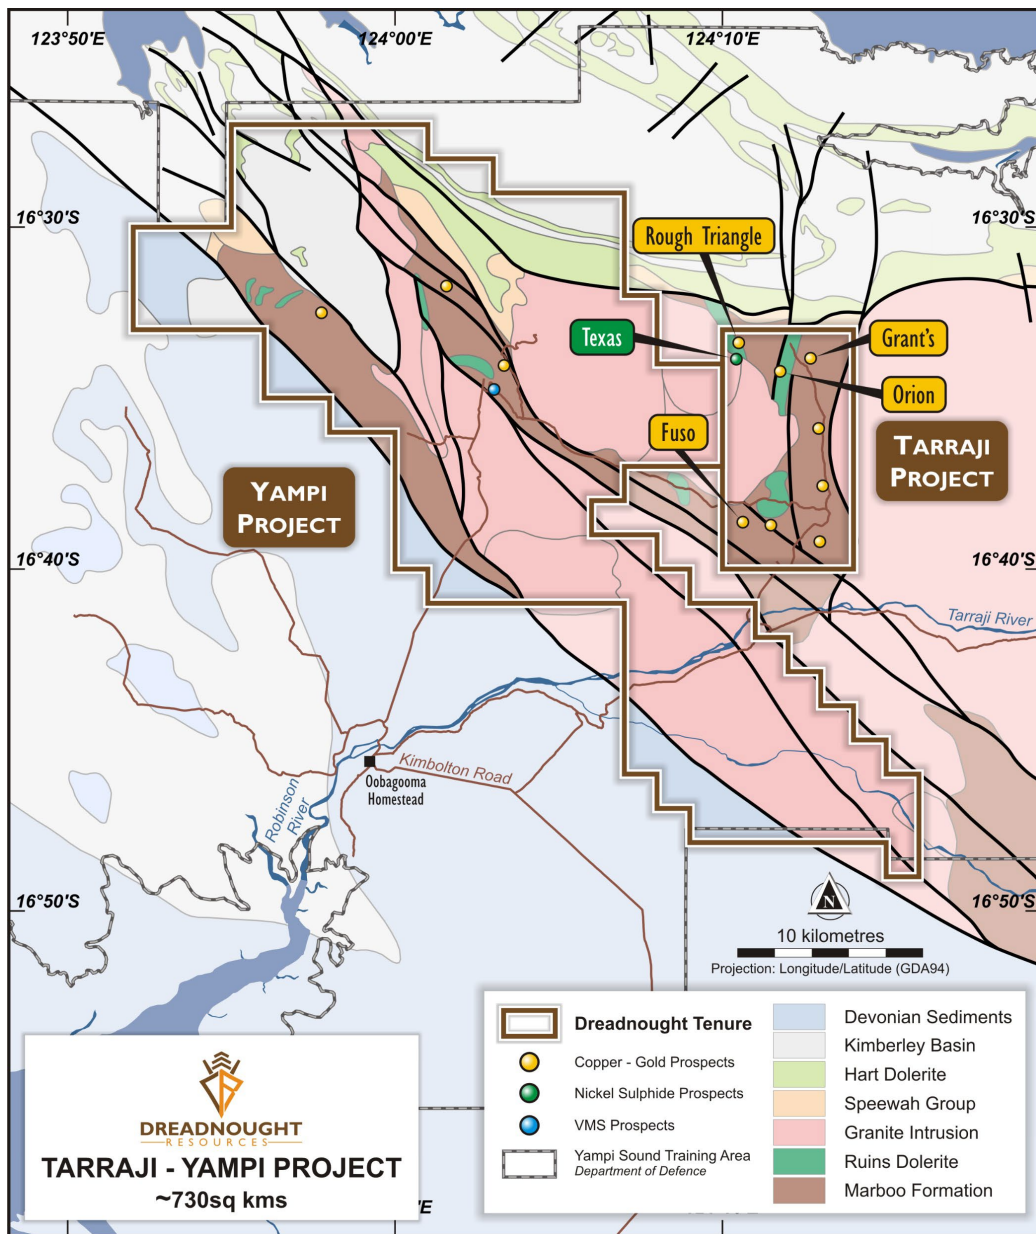 123°50'E
124°00'E
124°10'E
16°30'S
16°30'S
Rough Triangle
Texas
Grant's
Orion
Fuso
TARRAJI
PROJECT
YAMPI
PROJECT
16°40'S
16°40'S
Tarraji River
Kimbolton Road
Oobagooma
Homestead
Robinson
River
16°50'S
16°50'S
N
10 kilometres
Projection: Longitude/Latitude (GDA94)
Dreadnought Tenure
Copper - Gold Prospects
Nickel Sulphide Prospects
VMS Prospects
Yampi Sound Training Area
Department of Defence
Devonian Sediments
Kimberley Basin
Hart Dolerite
Speewah Group
Granite Intrusion
Ruins Dolerite
Marboo Formation
DREADNOUGHT
RESOURCES
TARRAJI - YAMPI PROJECT
~730sq kms